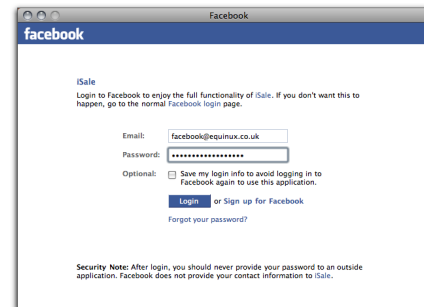 Facebook
facebook
iSale
Login to Facebook to enjoy the full functionality of iSale. If you don't want this to
happen, go to the normal Facebook login page.
Email: facebook@equinux.co.uk
Password: •••••••••••••••••
Optional: Save my login info to avoid logging in to
Facebook again to use this application.
Login or Sign up for Facebook
Forgot your password?
Security Note: After login, you should never provide your password to an outside
application. Facebook does not provide your contact information to iSale.